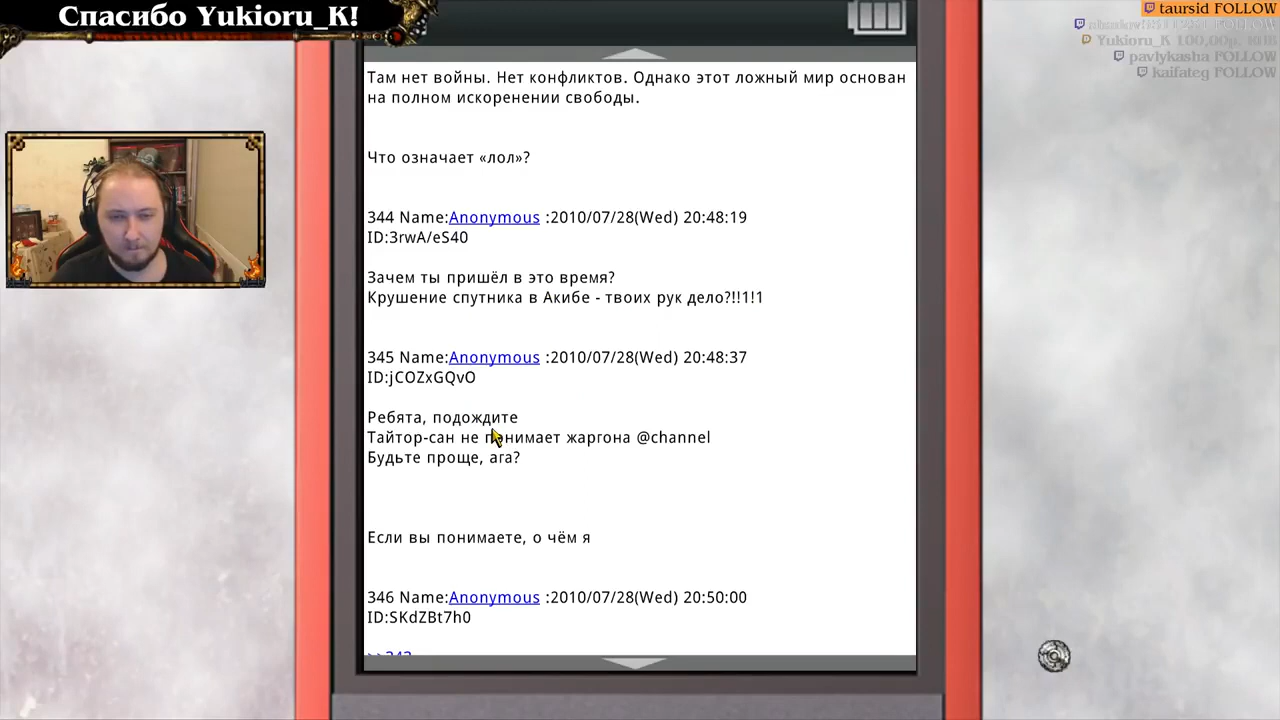 Спасибо Yukioru_K!
taursid FOLLOW
Yukioru_K 100,00р. RUB
pavlykasha FOLLOW
kaifateg FOLLOW
Там нет войны. Нет конфликтов. Однако этот ложный мир основан
на полном искоренении свободы.
Что означает «лол»?
344 Name:Anonymous :2010/07/28(Wed) 20:48:19
ID:3rwA/eS40
Зачем ты пришёл в это время?
Крушение спутника в Акибе - твоих рук дело?!!1!1
345 Name:Anonymous :2010/07/28(Wed) 20:48:37
ID:jCOZxGQvO
Ребята, подождите
Тайтор-сан не понимает жаргона @channel
Будьте проще, ага?
Если вы понимаете, о чём я
346 Name:Anonymous :2010/07/28(Wed) 20:50:00
ID:SKdZBt7h0